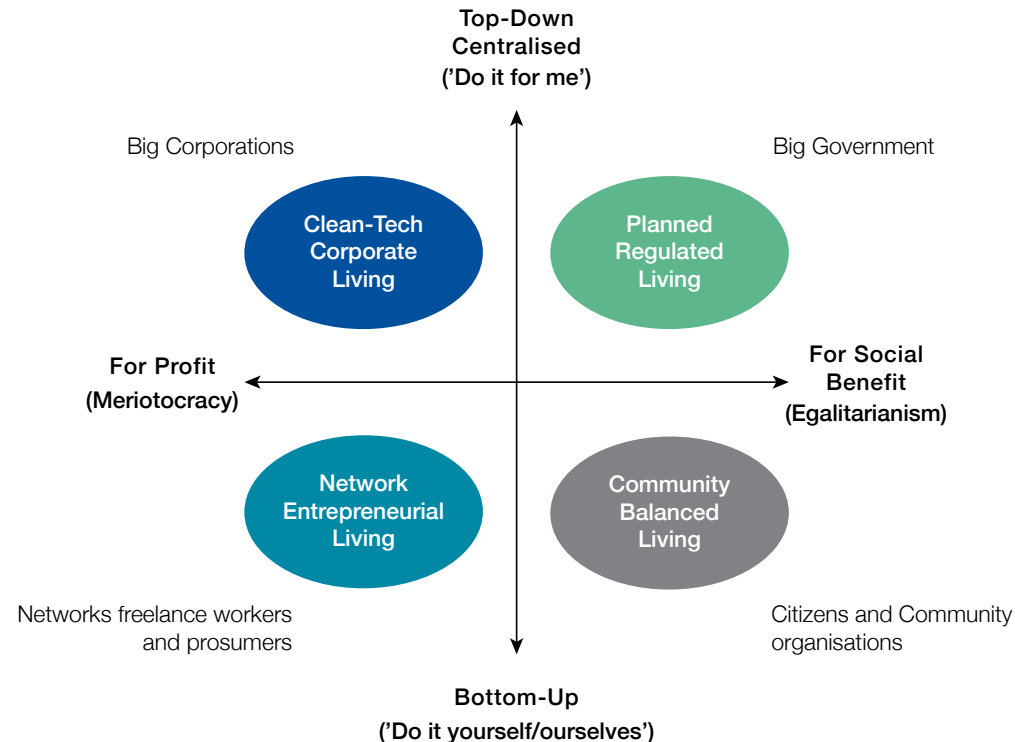 Top-Down
Centralised
(’Do it for me’)
Big Corporations
Big Government
Clean-Tech
Corporate
Living
Planned
Regulated
Living
For Profit
(Meriotocracy)
For Social
Benefit
(Egalitarianism)
Network
Entrepreneurial
Living
Community
Balanced
Living
Networks freelance workers
and prosumers
Citizens and Community
organisations
Bottom-Up
(’Do it yourself/ourselves’)